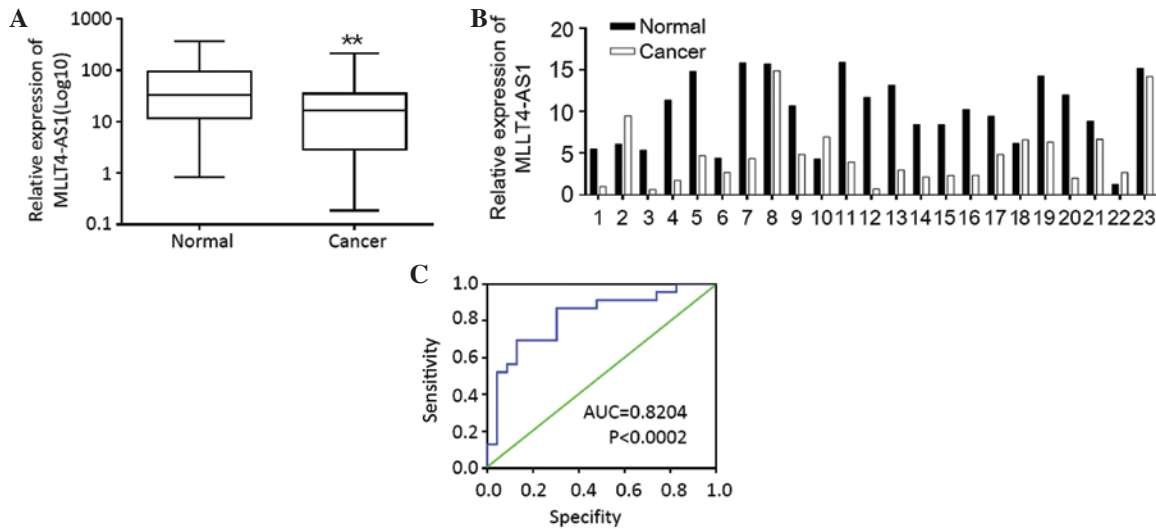 A
Relative expression of
MLLT4-AS1(Log10)
1000
100
10
1
0.1
**
Normal
Cancer
B
Relative expression of
MLLT4-AS1
Normal
Cancer
20
15
10
5
0
1 2 3 4 5 6 7 8 9 10 11 12 13 14 15 16 17 18 19 20 21 22 23
C
Sensitivity
1.0
0.8
0.6
0.4
0.2
0.0
AUC=0.8204
P<0.0002
0.0 0.2 0.4 0.6 0.8 1.0
Specifity